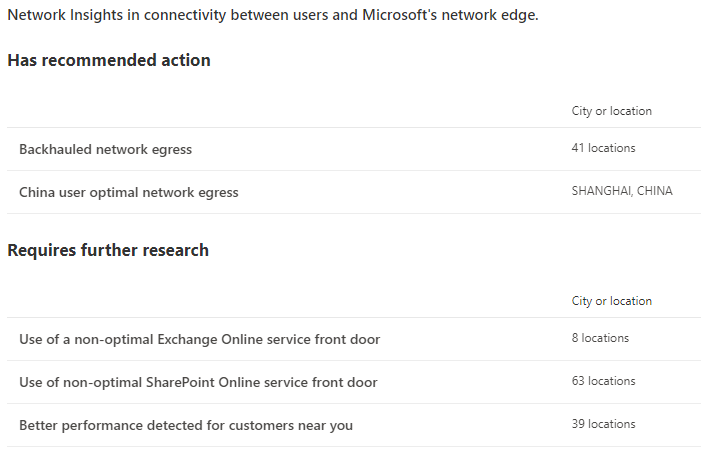 Network Insights in connectivity between users and Microsoft's network edge.
Has recommended action
City or location
Backhauled network egress 41 locations
China user optimal network egress SHANGHAI, CHINA
Requires further research
City or location
Use of a non-optimal Exchange Online service front door 8 locations
Use of non-optimal SharePoint Online service front door 63 locations
Better performance detected for customers near you 39 locations